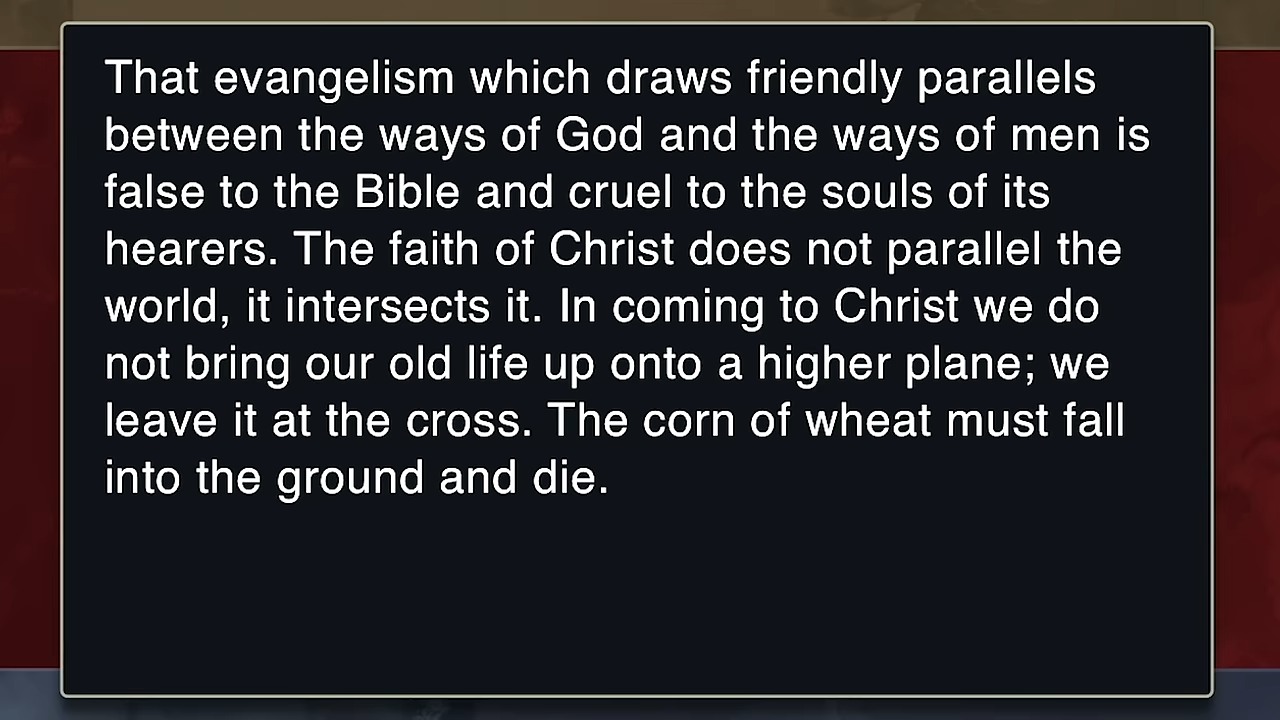 That evangelism which draws friendly parallels
between the ways of God and the ways of men is
false to the Bible and cruel to the souls of its
hearers. The faith of Christ does not parallel the
world, it intersects it. In coming to Christ we do
not bring our old life up onto a higher plane; we
leave it at the cross. The corn of wheat must fall
into the ground and die.